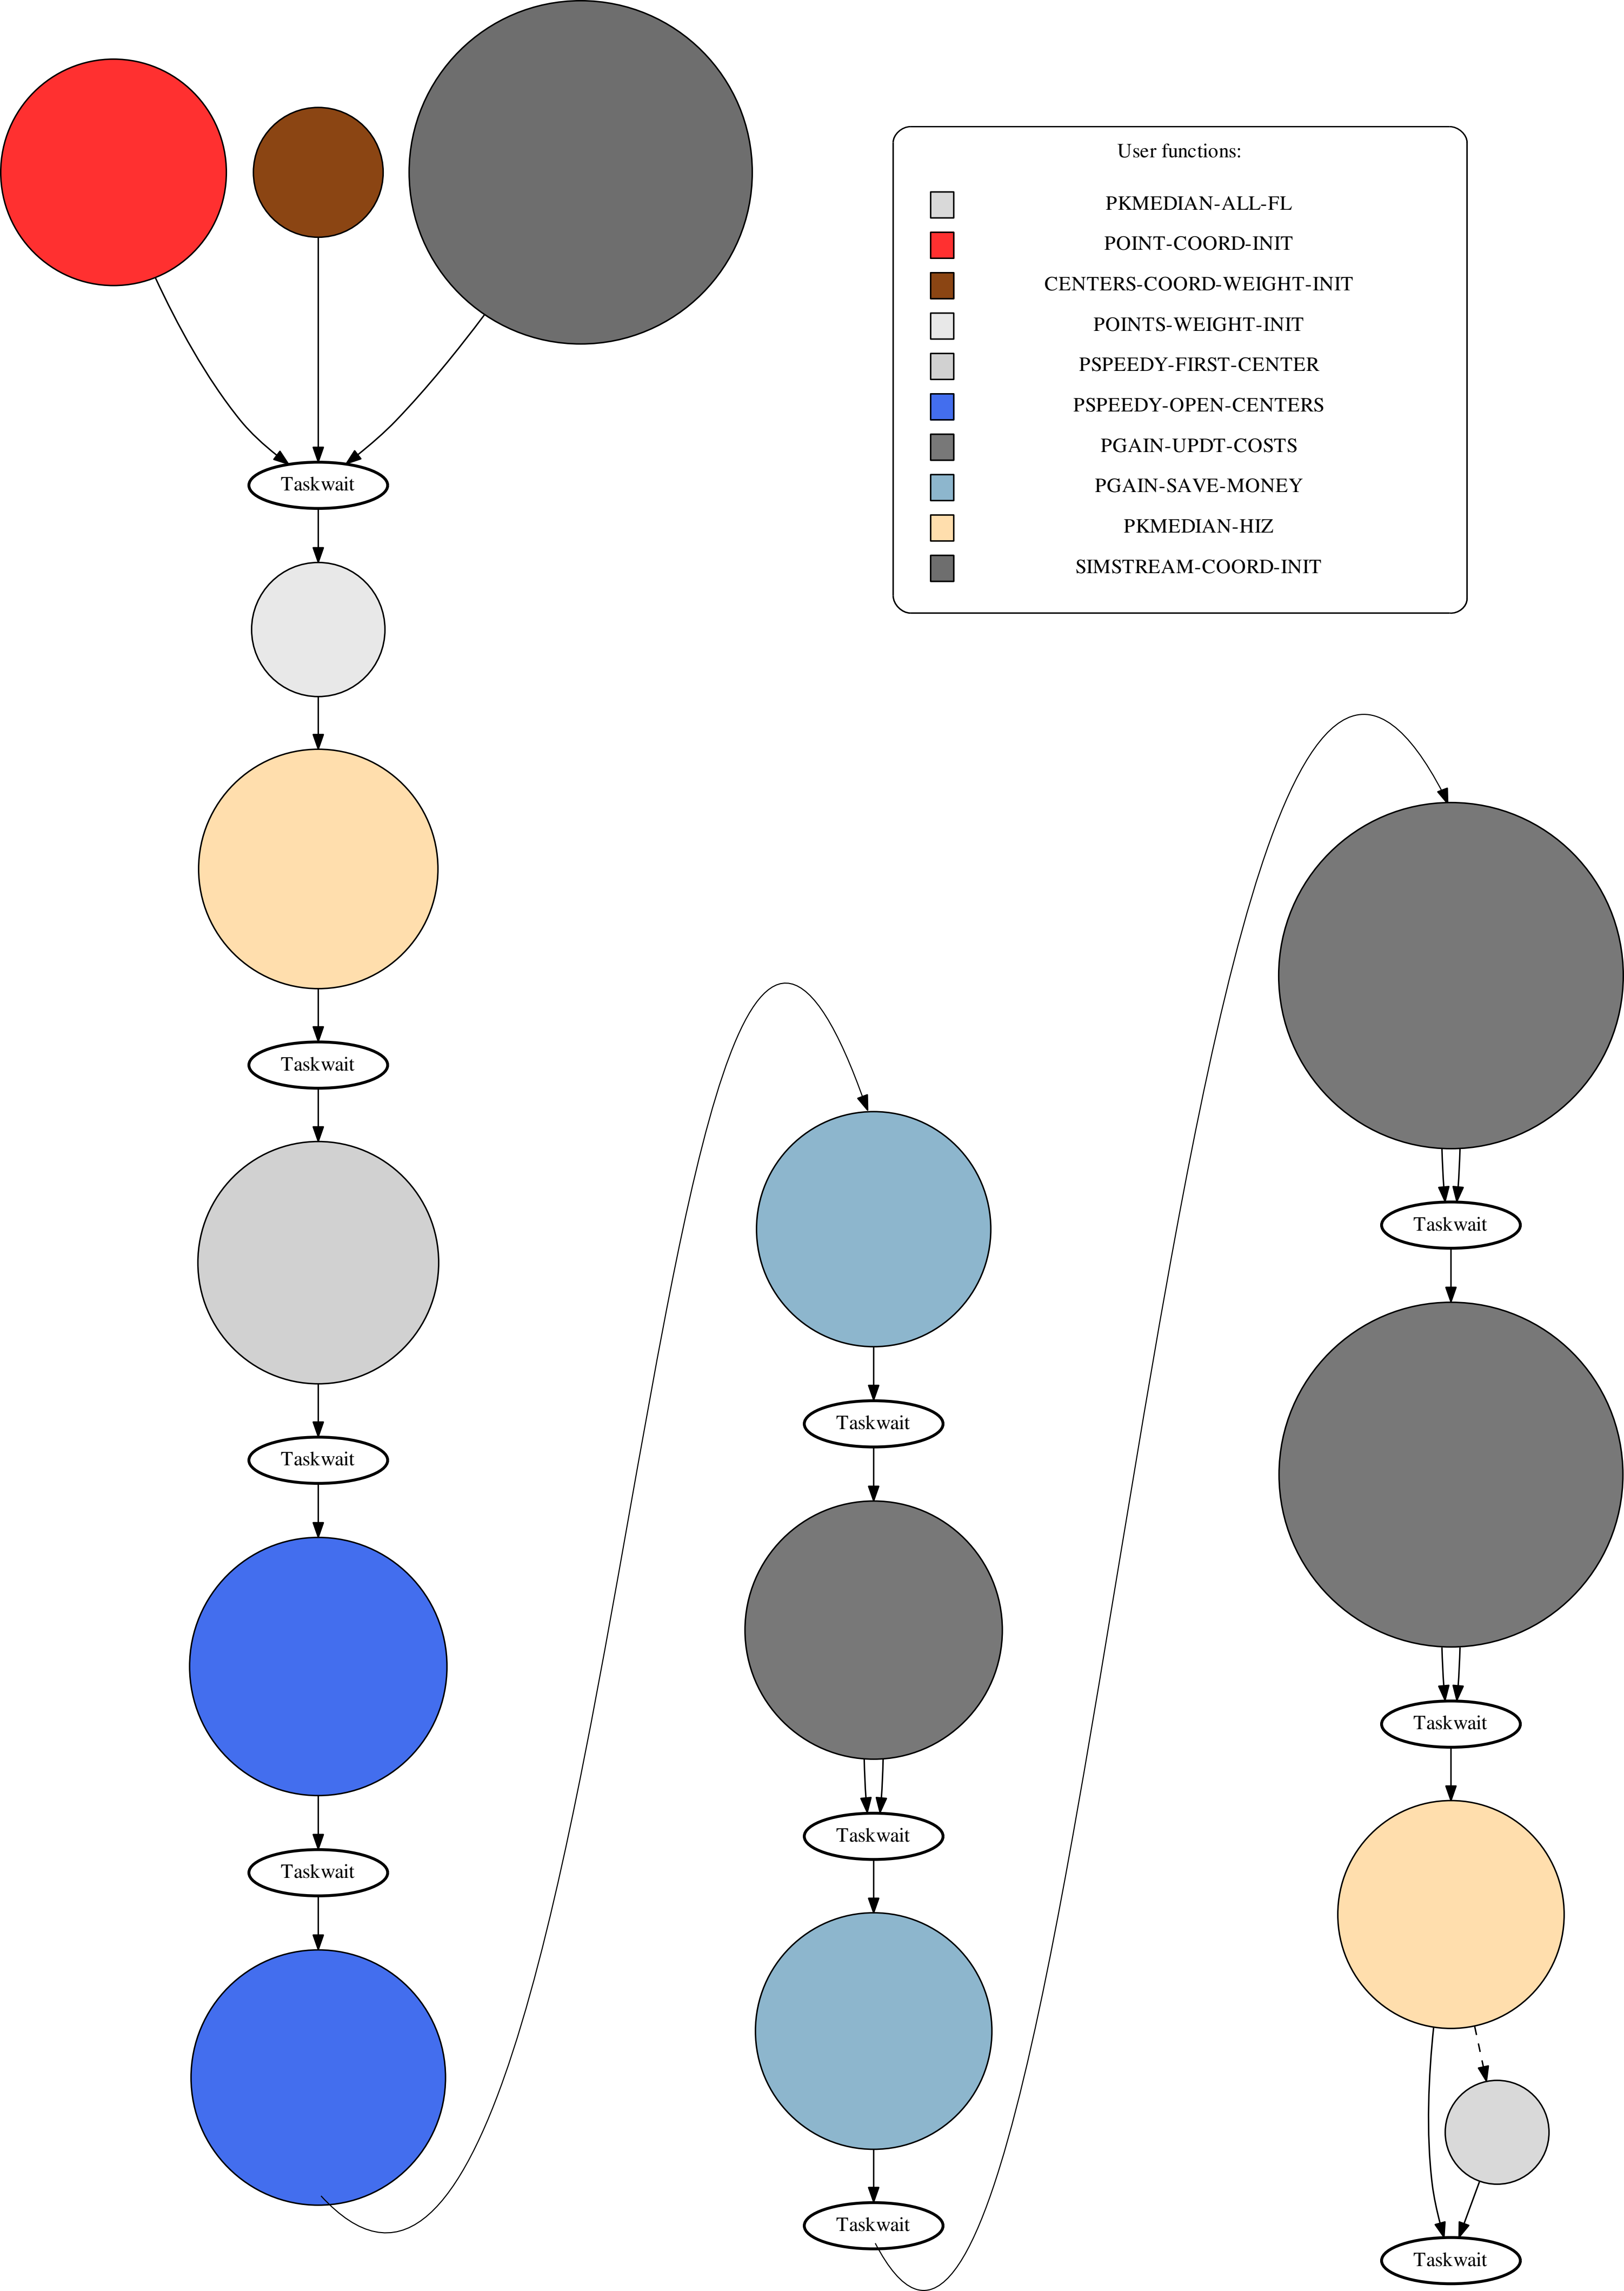 User functions:
PKMEDIAN-ALL-FL
POINT-COORD-INIT
CENTERS-COORD-WEIGHT-INIT
POINTS-WEIGHT-INIT
PSPEEDY-FIRST-CENTER
PSPEEDY-OPEN-CENTERS
PGAIN-UPDT-COSTS
PGAIN-SAVE-MONEY
PKMEDIAN-HIZ
SIMSTREAM-COORD-INIT
Taskwait
Taskwait
Taskwait
Taskwait
Taskwait
Taskwait
Taskwait
Taskwait
Taskwait
Taskwait